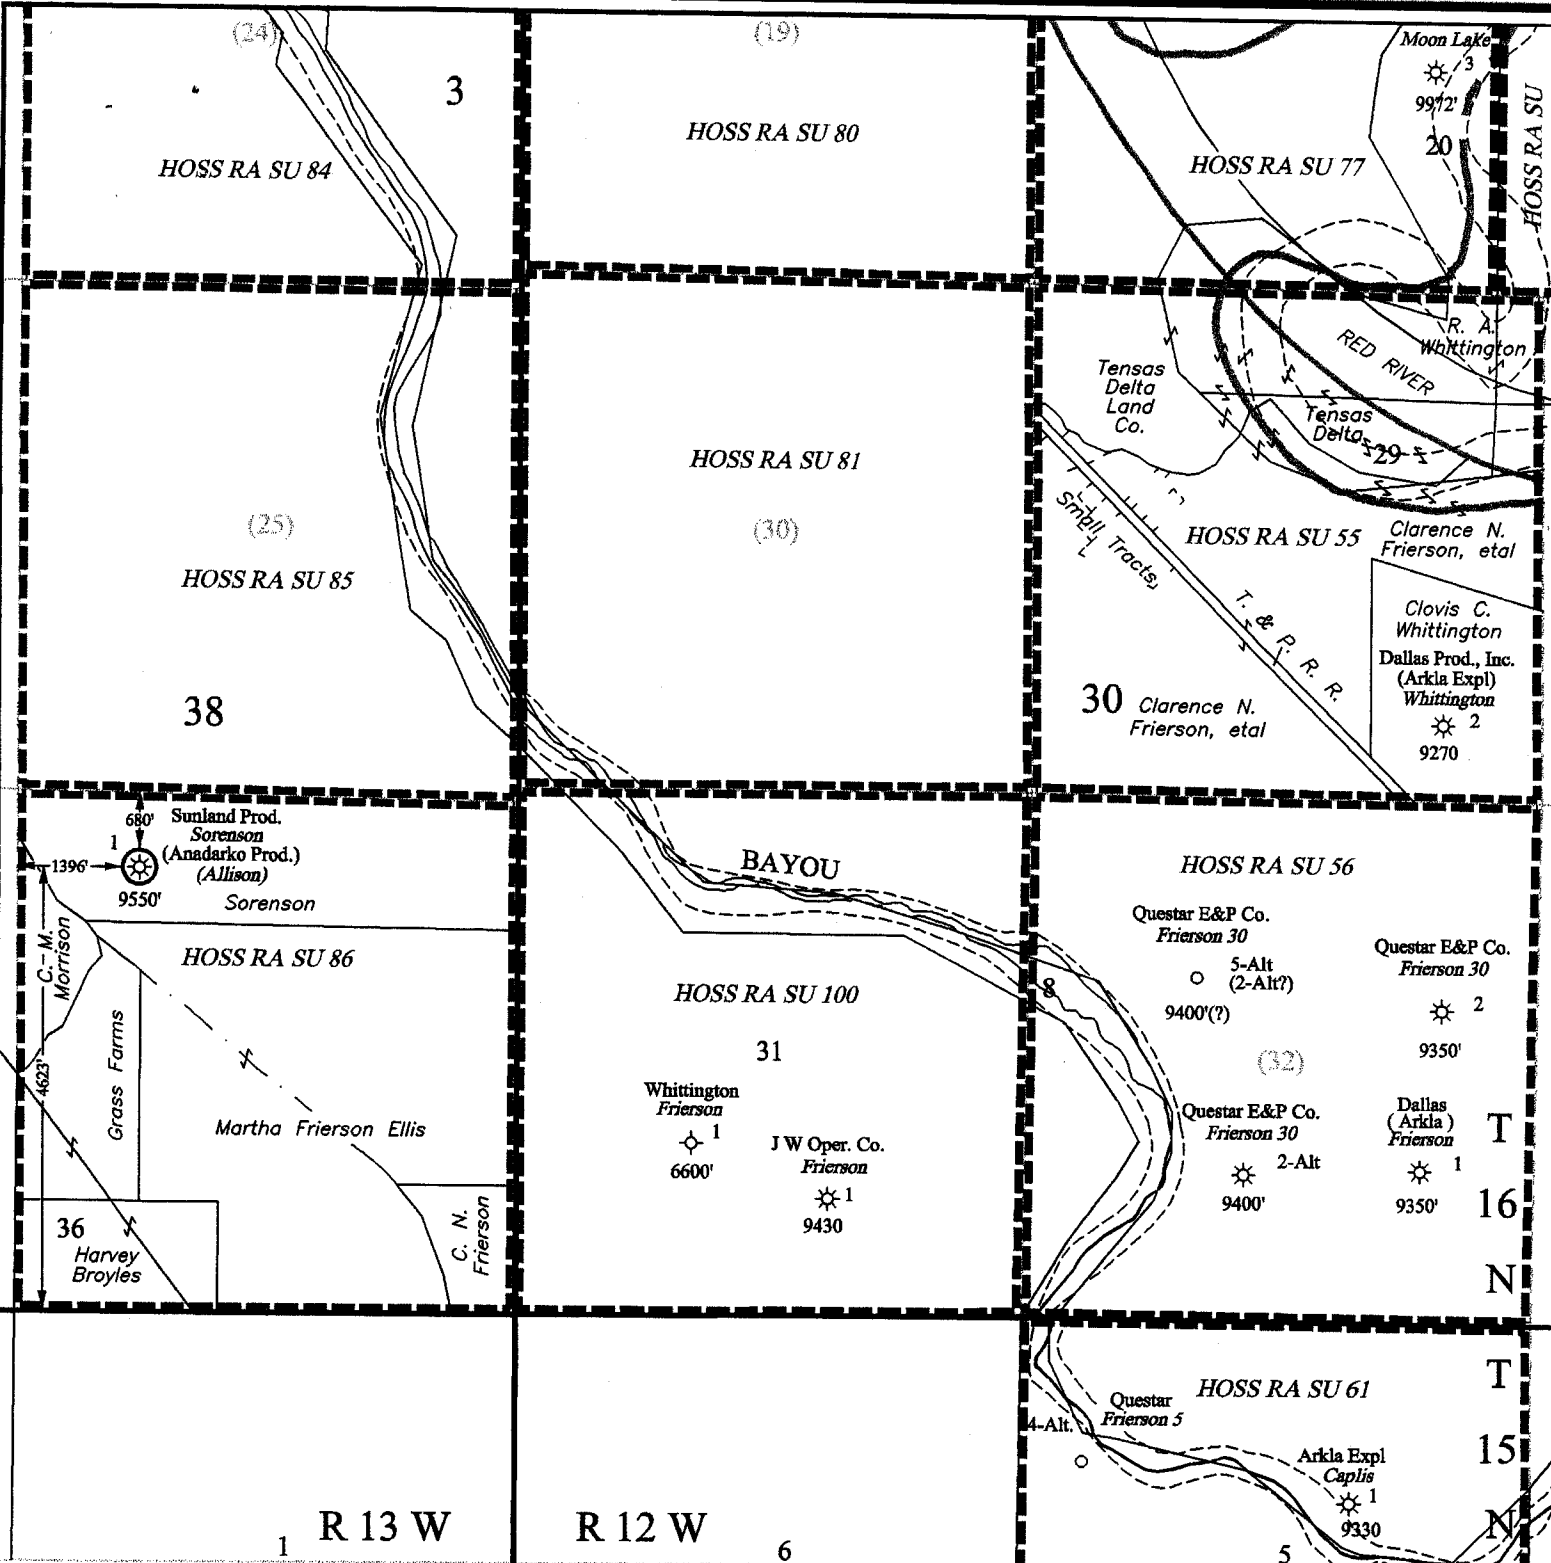 (24)
3
HOSS RA SU 84
(19)
HOSS RA SU 80
Moon Lake
3
9972'
20
HOSS RA SU 77
HOSS RA SU
(25)
HOSS RA SU 85
38
HOSS RA SU 81
(30)
R. A.
Whittington
RED RIVER
Tensas
Delta
Land
Co.
Tensas
Delta
29
Small Tracts
HOSS RA SU 55
Clarence N.
Frierson, etal
T. & P. R. R.
Clovis C.
Whittington
Dallas Prod., Inc.
(Arkla Expl)
Whittington
2
9270
30
Clarence N.
Frierson, etal
680'
Sunland Prod.
Sorenson
(Anadarko Prod.)
(Allison)
1
1396'
9550'
Sorenson
C. M.
Morrison
HOSS RA SU 86
Grass Farms
4623'
Martha Frierson Ellis
36
Harvey
Broyles
C. N.
Frierson
BAYOU
HOSS RA SU 100
31
Whittington
Frierson
1
6600'
J W Oper. Co.
Frierson
1
9430
HOSS RA SU 56
Questar E&P Co.
Frierson 30
5-Alt
(2-Alt?)
9400'(?)
8
Questar E&P Co.
Frierson 30
2
9350'
(32)
Questar E&P Co.
Frierson 30
2-Alt
9400'
Dallas
( Arkla )
Frierson
1
9350'
T
16
N
HOSS RA SU 61
Questar
Frierson 5
4-Alt.
Arkla Expl
Caplis
1
9330
T
15
N
1
R 13 W
R 12 W
6
5